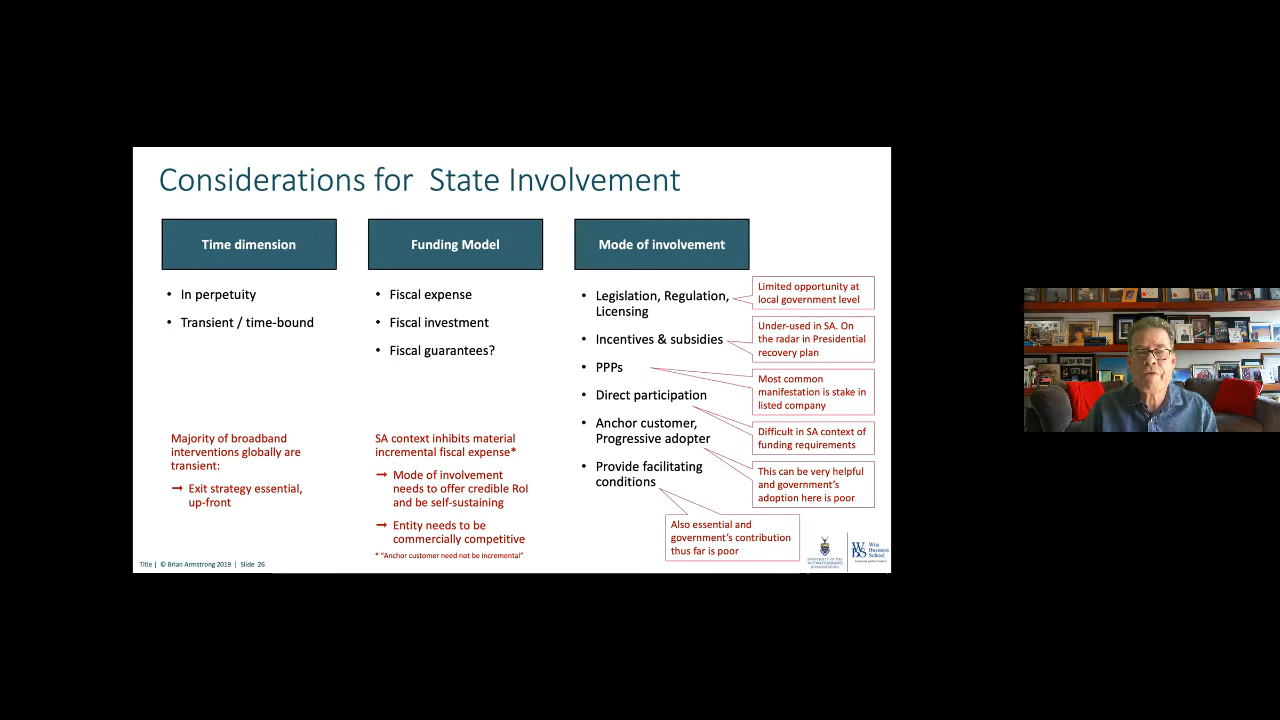 Considerations for State Involvement
Time dimension
In perpetuity
Transient / time-bound
Majority of broadband
interventions globally are
transient:
→ Exit strategy essential,
up-front
Funding Model
Fiscal expense
Fiscal investment
Fiscal guarantees?
SA context inhibits material
incremental fiscal expense*
→ Mode of involvement
needs to offer credible RoI
and be self-sustaining
→ Entity needs to be
commercially competitive
* "Anchor customer need not be incremental"
Mode of involvement
Legislation, Regulation,
Licensing
Incentives & subsidies
PPPs
Direct participation
Anchor customer,
Progressive adopter
Provide facilitating
conditions
Limited opportunity at
local government level
Under-used in SA. On
the radar in Presidential
recovery plan
Most common
manifestation is stake in
listed company
Difficult in SA context of
funding requirements
This can be very helpful
and government's
adoption here is poor
Also essential and
government's contribution
thus far is poor
Title | © Brian Armstrong 2019 | Slide 26
UNIVERSITY OF THE
WITWATERSRAND,
JOHANNESBURG
WBS
Wits
Business
School